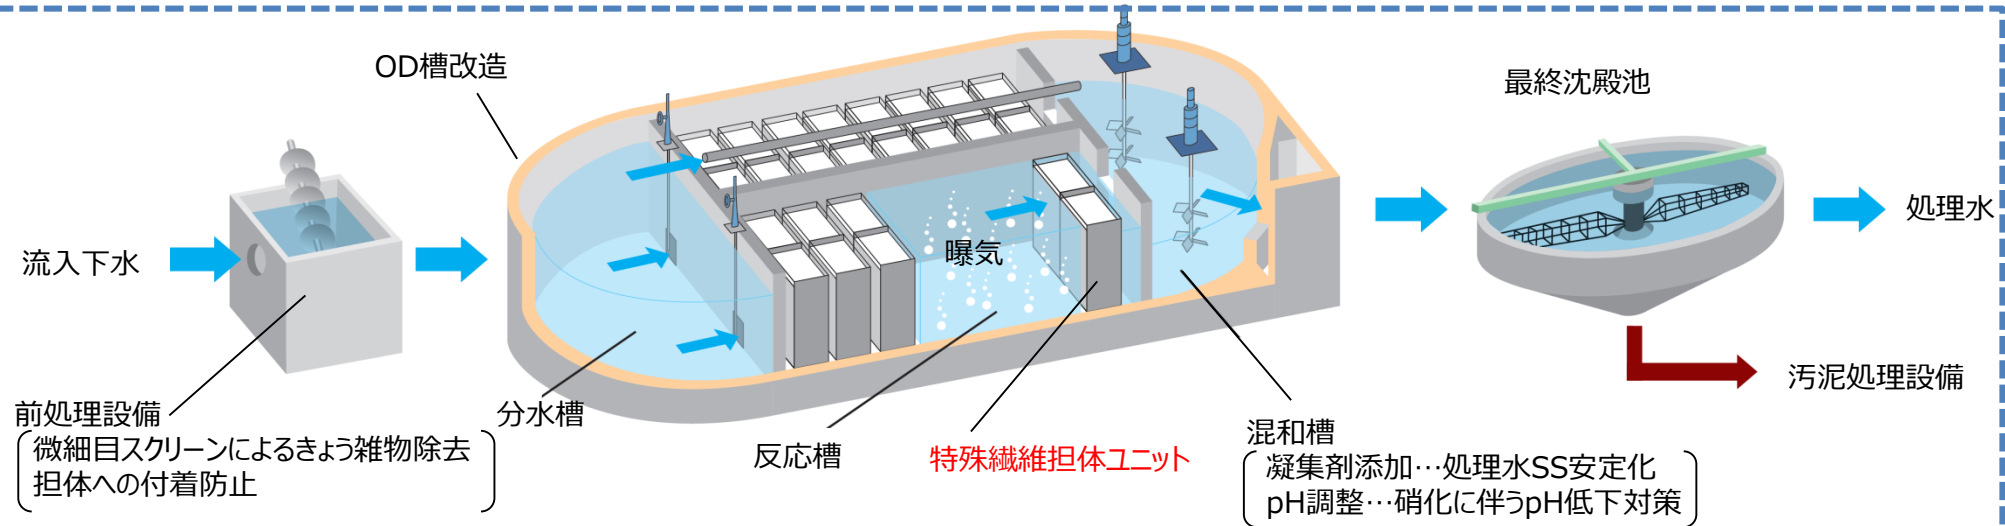 OD槽改造
最終沈殿池
流入下水
曝気
処理水
汚泥処理設備
前処理設備
微細目スクリーンによるきょう雑物除去
担体への付着防止
分水槽
反応槽
特殊繊維担体ユニット
混和槽
凝集剤添加…処理水SS安定化
pH調整…硝化に伴うpH低下対策